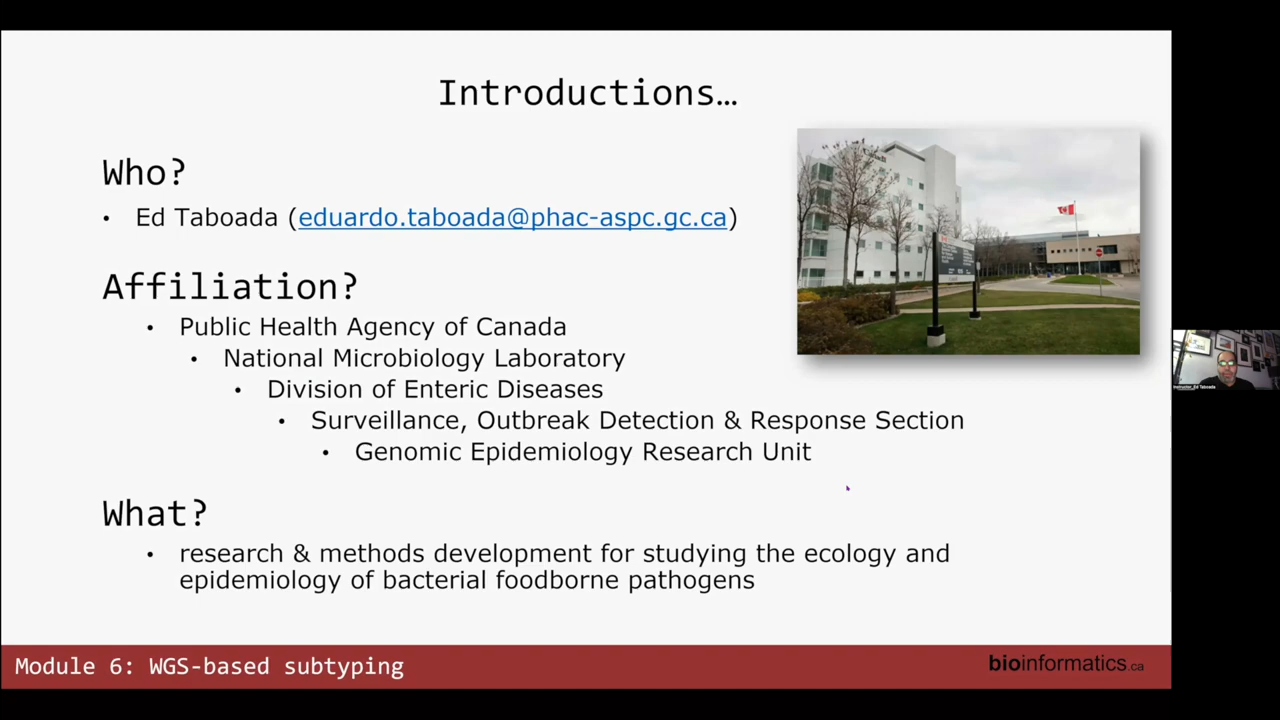 Introductions…
Who?
• Ed Taboada (eduardo.taboada@phac-aspc.gc.ca)
Affiliation?
• Public Health Agency of Canada
• National Microbiology Laboratory
• Division of Enteric Diseases
• Surveillance, Outbreak Detection & Response Section
• Genomic Epidemiology Research Unit
What?
• research & methods development for studying the ecology and
epidemiology of bacterial foodborne pathogens
Module 6: WGS-based subtyping
bioinformatics.ca
Instructor_Ed Taboada